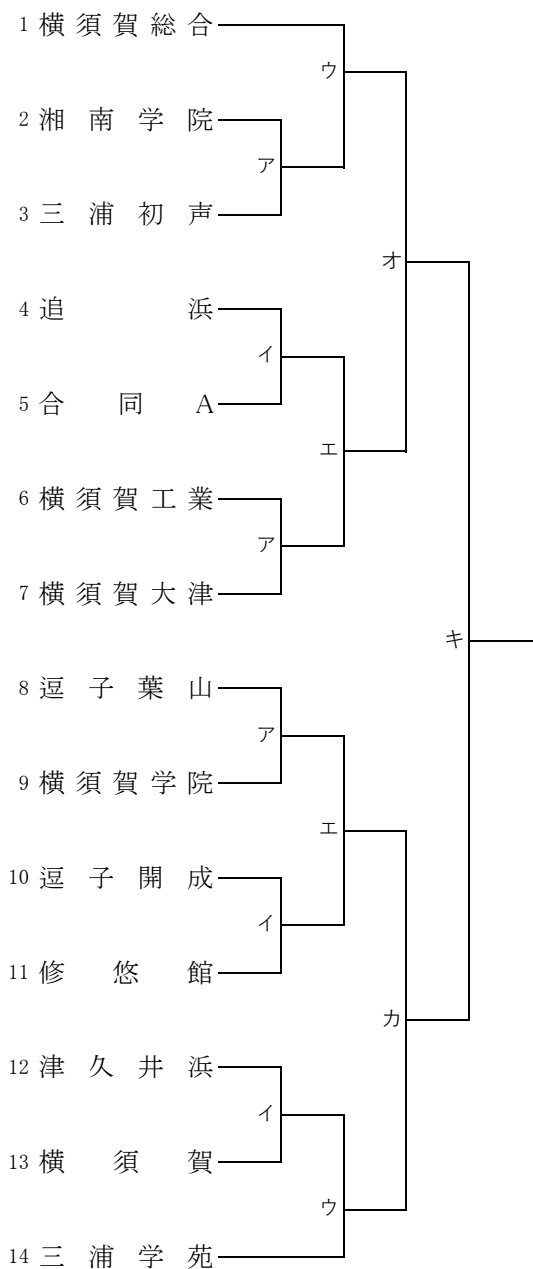 1 横須賀総合
ウ
2 湘南学院
ア
3 三浦初声
オ
4 追浜
イ
5 合同A
エ
6 横須賀工業
ア
7 横須賀大津
キ
8 逗子葉山
ア
9 横須賀学院
エ
10 逗子開成
イ
11 修悠館
カ
12 津久井浜
イ
13 横須賀
ウ
14 三浦学苑